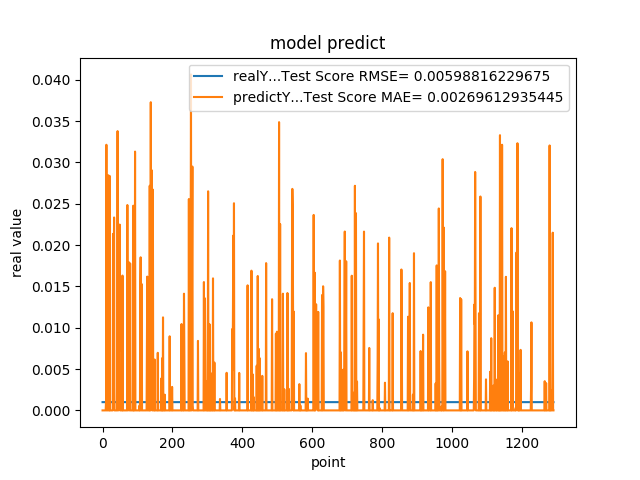 model predict
realY...Test Score RMSE= 0.00598816229675
predictY...Test Score MAE= 0.00269612935445
0.040
0.035
0.030
0.025
0.020
0.015
0.010
0.005
0.000
real value
0 200 400 600 800 1000 1200
point